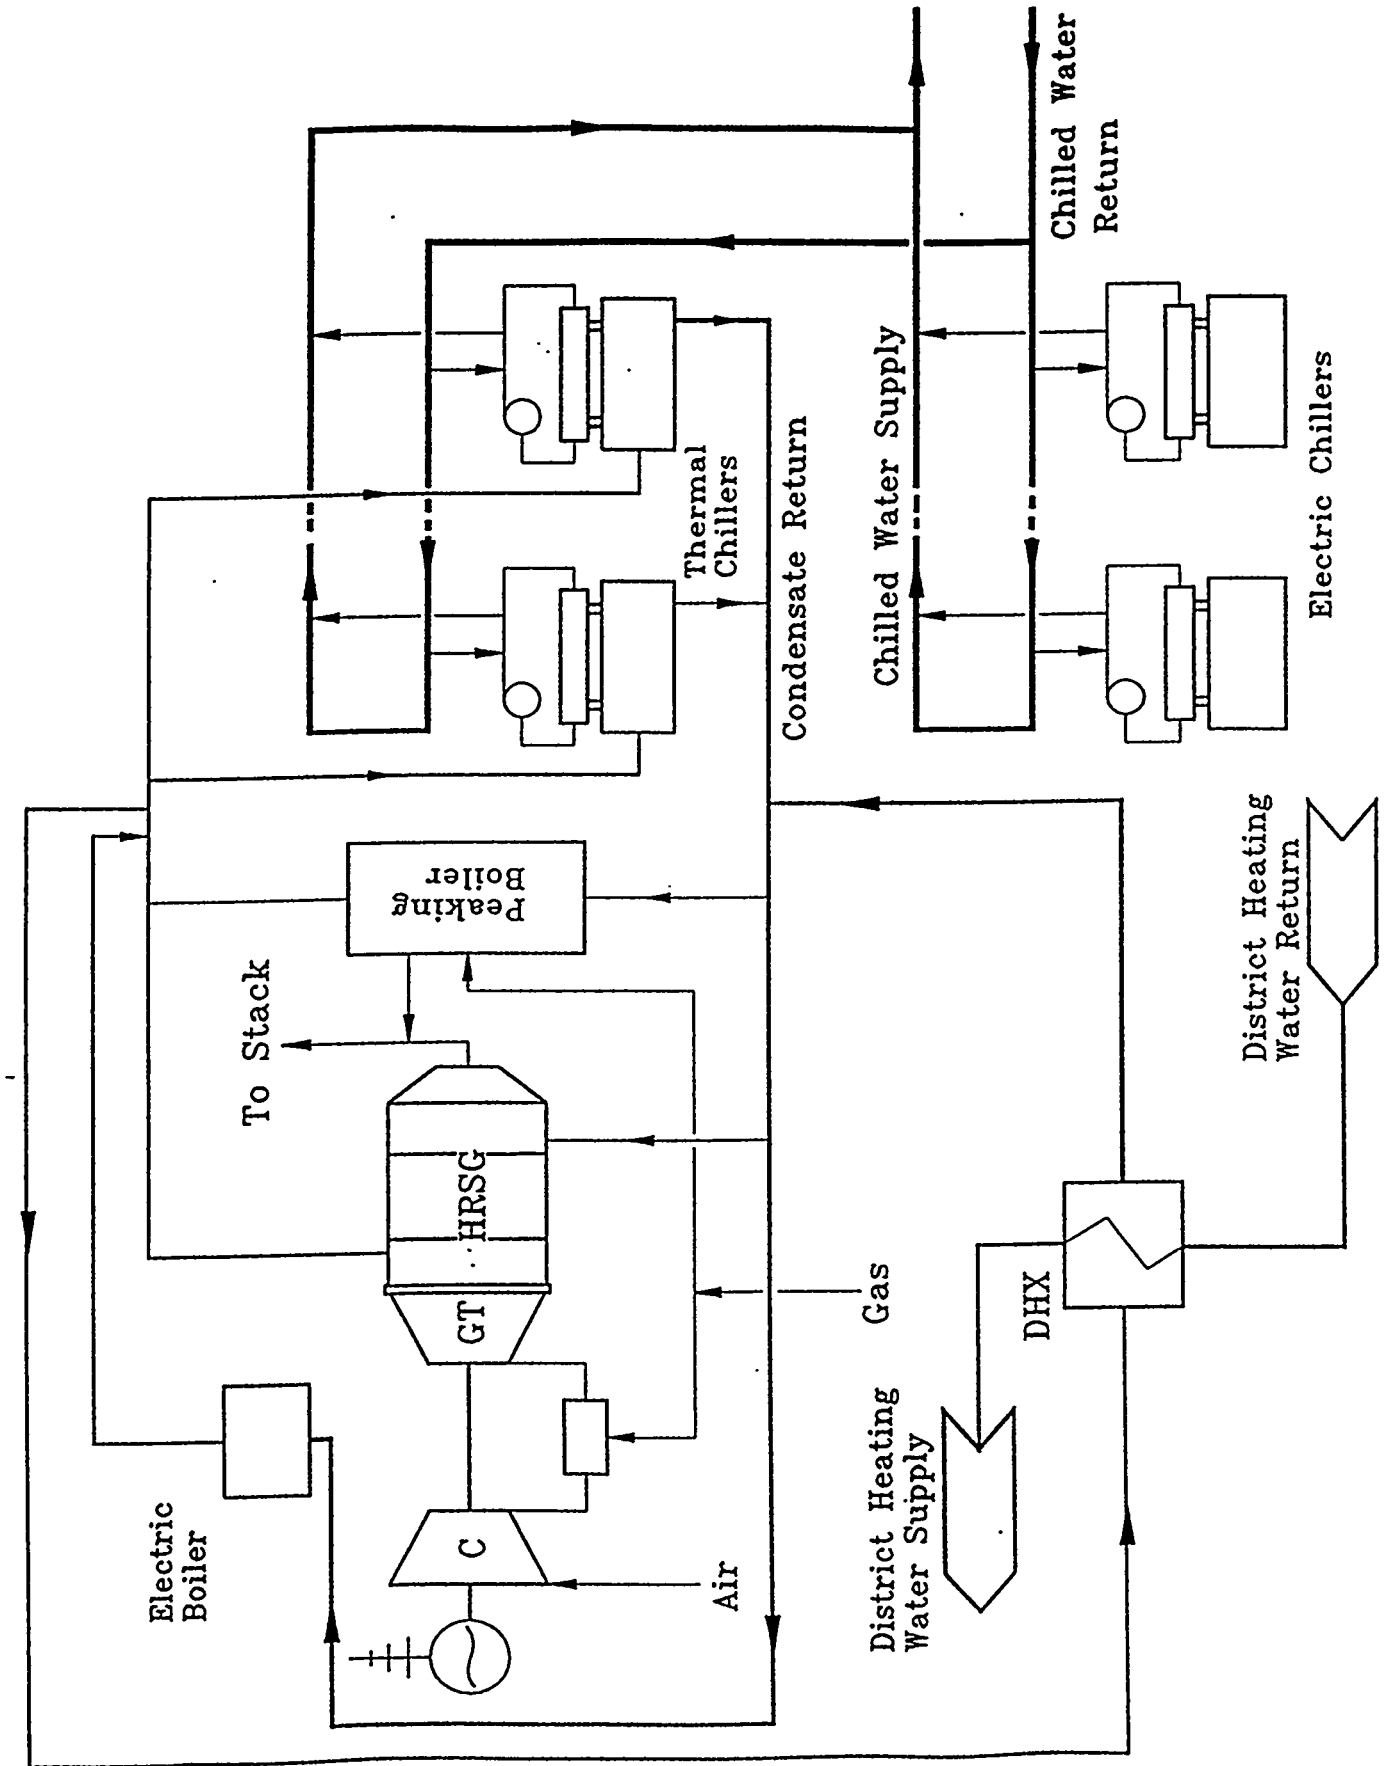 Electric
Boiler
To Stack
Peaking
Boiler
C
GT
HRSG
Air
Gas
Thermal
Chillers
Condensate Return
Chilled Water Supply
Chilled Water
Return
Electric Chillers
District Heating
Water Supply
DHX
District Heating
Water Return